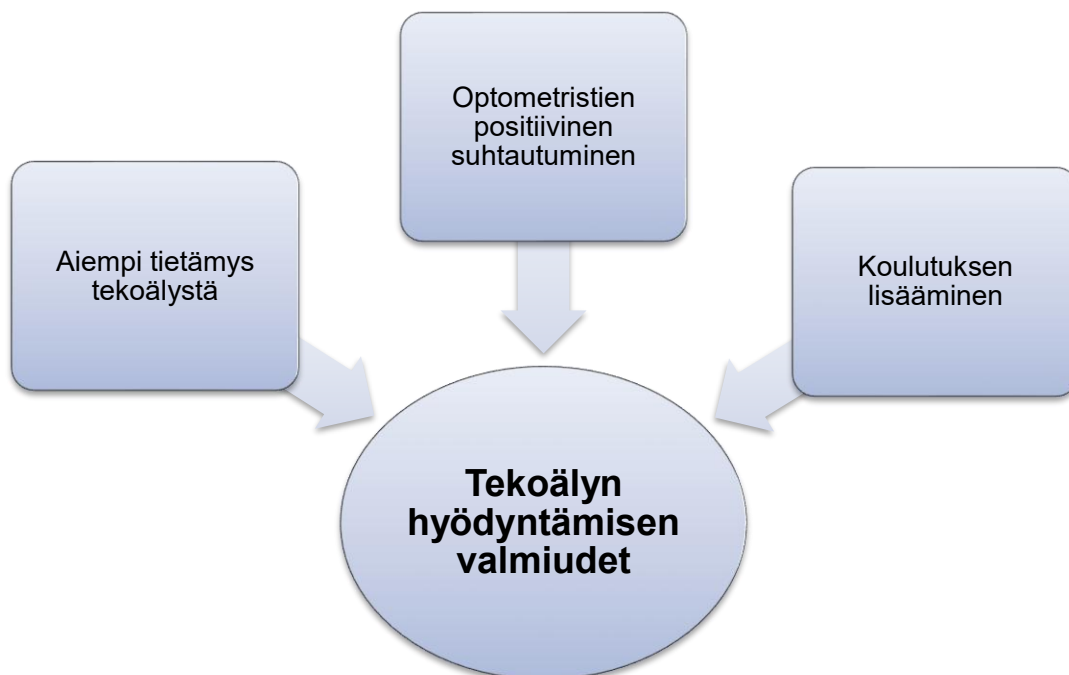 Optometristien
positiivinen
suhtautuminen
Aiempi tietämys
tekoälystä
Koulutuksen
lisääminen
Tekoälyn
hyödyntämisen
valmiudet